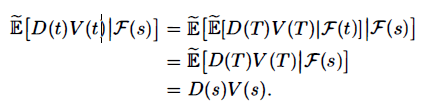 𝔼̃[D(t)V(t)|ℱ(s)] = 𝔼̃[𝔼̃[D(T)V(T)|ℱ(t)]|ℱ(s)]
= 𝔼̃[D(T)V(T)|ℱ(s)]
= D(s)V(s).